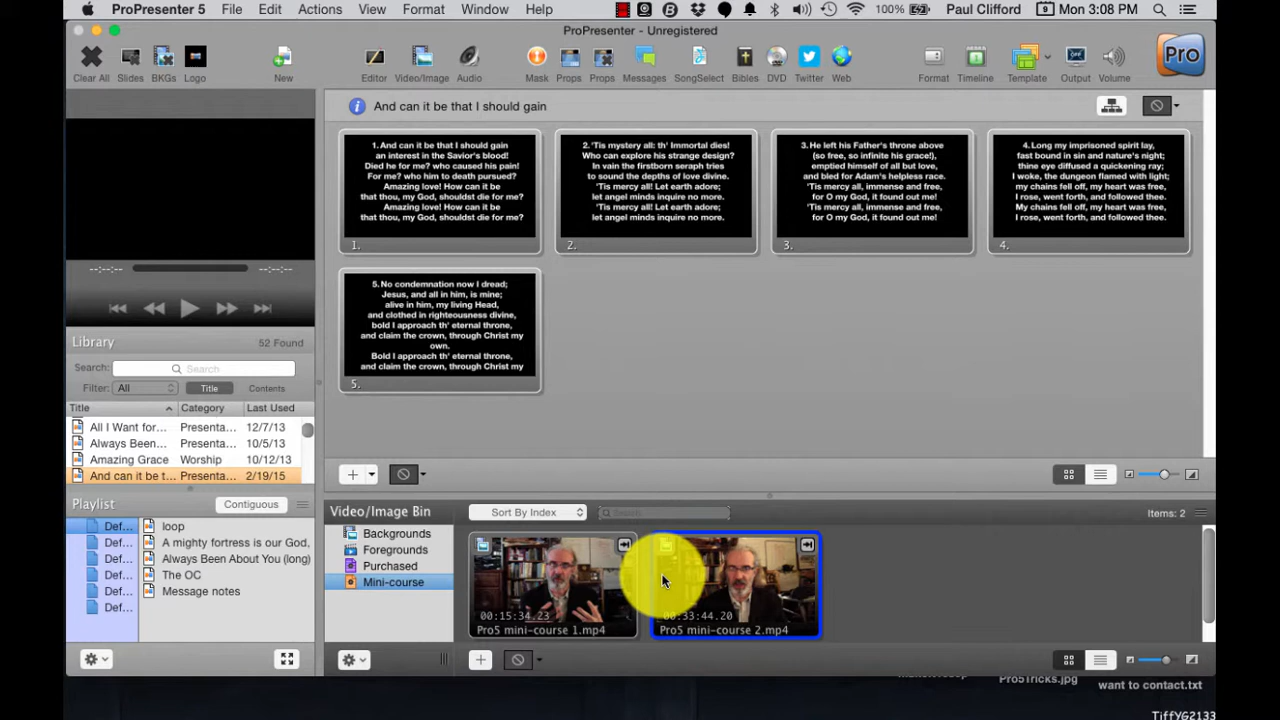 ProPresenter 5 File Edit Actions View Format Window Help 100% Paul Clifford 9 Mon 3:08 PM
ProPresenter - Unregistered
Clear All Slides BKGs Logo New Editor Video/Image Audio Mask Props Props Messages SongSelect Bibles DVD Twitter Web Format Timeline Template Output Volume
Pro
And can it be that I should gain
1. And can it be that I should gain
an interest in the Savior's blood!
Died he for me? who caused his pain!
For me? who him to death pursued?
Amazing love! How can it be
that thou, my God, shouldst die for me?
Amazing love! How can it be
that thou, my God, shouldst die for me?
1.
2. 'Tis mystery all: th' Immortal dies!
Who can explore his strange design?
In vain the firstborn seraph tries
to sound the depths of love divine.
'Tis mercy all! Let earth adore;
let angel minds inquire no more.
'Tis mercy all! Let earth adore;
let angel minds inquire no more.
2.
3. He left his Father's throne above
(so free, so infinite his grace!),
emptied himself of all but love,
and bled for Adam's helpless race.
'Tis mercy all, immense and free,
for O my God, it found out me!
'Tis mercy all, immense and free,
for O my God, it found out me!
3.
4. Long my imprisoned spirit lay,
fast bound in sin and nature's night;
thine eye diffused a quickening ray;
I woke, the dungeon flamed with light;
my chains fell off, my heart was free,
I rose, went forth, and followed thee.
My chains fell off, my heart was free,
I rose, went forth, and followed thee.
4.
5. No condemnation now I dread;
Jesus, and all in him, is mine;
alive in him, my living Head,
and clothed in righteousness divine,
bold I approach th' eternal throne,
and claim the crown, through Christ my
own.
Bold I approach th' eternal throne,
and claim the crown, through Christ my
5.
--:--:-- --:--:--
Library 52 Found
Search: Search
Filter: All Title Contents
Title Category Last Used
All I Want for... Presenta... 12/7/13
Always Been... Presenta... 10/5/13
Amazing Grace Worship 10/12/13
And can it be t... Presenta... 2/19/15
Playlist Contiguous
Def... loop
Def... A mighty fortress is our God,
Def... Always Been About You (long)
Def... The OC
Def... Message notes
Def...
Video/Image Bin Sort By Index Search Items: 2
Backgrounds
Foregrounds
Purchased
Mini-course
00:15:34.23
Pro5 mini-course 1.mp4
00:33:44.20
Pro5 mini-course 2.mp4
Pro5Tricks.jpg
want to contact.txt
TiffyG2133